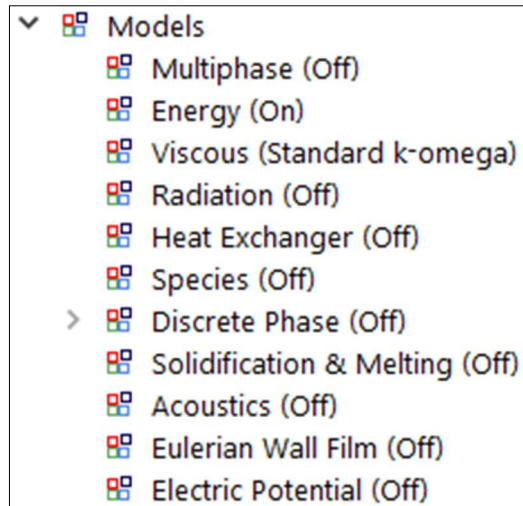 Models
Multiphase (Off)
Energy (On)
Viscous (Standard k-omega)
Radiation (Off)
Heat Exchanger (Off)
Species (Off)
Discrete Phase (Off)
Solidification & Melting (Off)
Acoustics (Off)
Eulerian Wall Film (Off)
Electric Potential (Off)